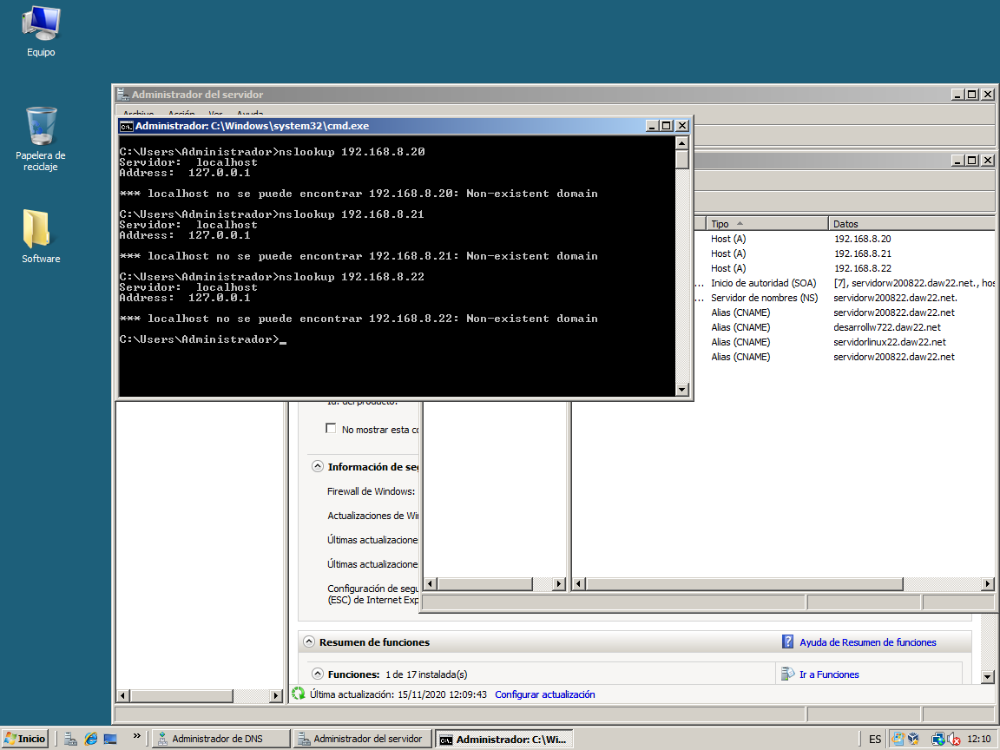 Equipo
Papelera de
reciclaje
Software
Administrador del servidor
Archivo Acción Ver Ayuda
Administrador: C:\Windows\system32\cmd.exe
C:\Users\Administrador>nslookup 192.168.8.20
Servidor: localhost
Address: 127.0.0.1
*** localhost no se puede encontrar 192.168.8.20: Non-existent domain
C:\Users\Administrador>nslookup 192.168.8.21
Servidor: localhost
Address: 127.0.0.1
*** localhost no se puede encontrar 192.168.8.21: Non-existent domain
C:\Users\Administrador>nslookup 192.168.8.22
Servidor: localhost
Address: 127.0.0.1
*** localhost no se puede encontrar 192.168.8.22: Non-existent domain
C:\Users\Administrador>_
Tipo Datos
Host (A) 192.168.8.20
Host (A) 192.168.8.21
Host (A) 192.168.8.22
... Inicio de autoridad (SOA) [7], servidorw200822.daw22.net., hos
... Servidor de nombres (NS) servidorw200822.daw22.net.
Alias (CNAME) servidorw200822.daw22.net
Alias (CNAME) desarrollw722.daw22.net
Alias (CNAME) servidorlinux22.daw22.net
Alias (CNAME) servidorw200822.daw22.net
Id. del producto:
No mostrar esta co
Información de seg
Firewall de Windows:
Actualizaciones de Wi
Últimas actualizacione
Últimas actualizacione
Configuración de segu
(ESC) de Internet Exp
Resumen de funciones Ayuda de Resumen de funciones
Funciones: 1 de 17 instalada(s) Ir a Funciones
Última actualización: 15/11/2020 12:09:43 Configurar actualización
Inicio » Administrador de DNS Administrador del servidor Administrador: C:\Wi... ES 12:10